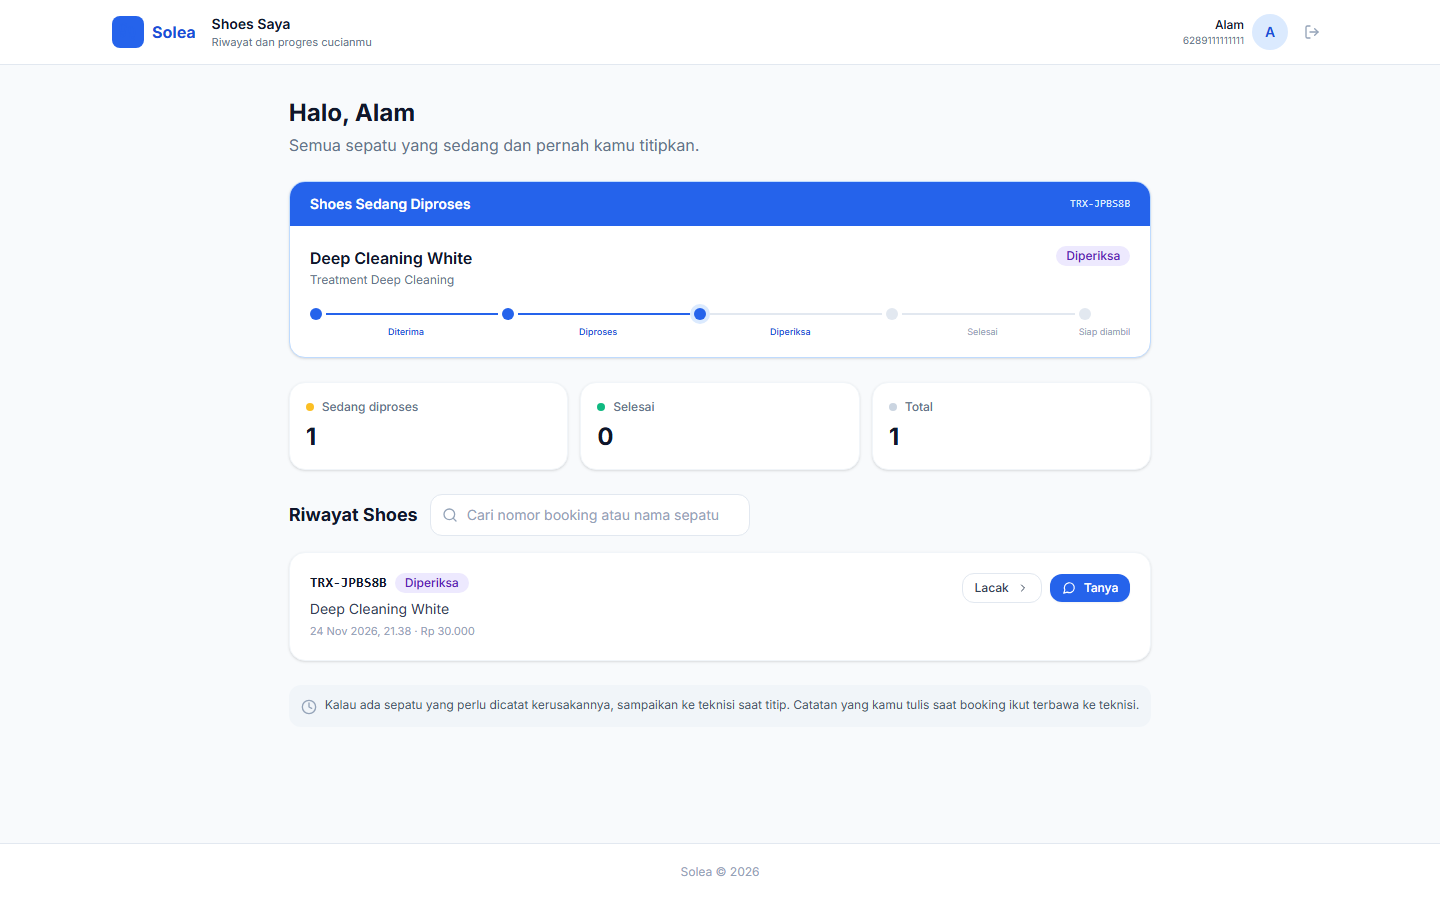 Solea
Shoes Saya
Riwayat dan progres cucianmu
Alam
6289111111111
A
Halo, Alam
Semua sepatu yang sedang dan pernah kamu titipkan.
Shoes Sedang Diproses
TRX-JPBS8B
Deep Cleaning White
Diperiksa
Treatment Deep Cleaning
Diterima
Diproses
Diperiksa
Selesai
Siap diambil
Sedang diproses
1
Selesai
0
Total
1
Riwayat Shoes
Cari nomor booking atau nama sepatu
TRX-JPBS8B
Diperiksa
Lacak
Tanya
Deep Cleaning White
24 Nov 2026, 21.38 · Rp 30.000
Kalau ada sepatu yang perlu dicatat kerusakannya, sampaikan ke teknisi saat titip. Catatan yang kamu tulis saat booking ikut terbawa ke teknisi.
Solea © 2026